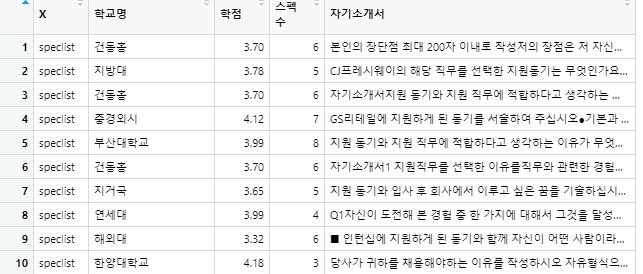 X 학교명 학점 스펙수 자기소개서
1 speclist 건동홍 3.70 6 본인의 장단점 최대 200자 이내로 작성저의 장점은 저 자신...
2 speclist 지방대 3.78 5 CJ프레시웨이의 해당 직무를 선택한 지원동기는 무엇인가요...
3 speclist 건동홍 3.70 6 자기소개서지원 동기와 지원 직무에 적합하다고 생각하는 ...
4 speclist 중경외시 4.12 7 GS리테일에 지원하게 된 동기를 서술하여 주십시오●기본과 ...
5 speclist 부산대학교 3.99 8 지원 동기와 지원 직무에 적합하다고 생각하는 이유가 무엇...
6 speclist 건동홍 3.70 6 자기소개서1 지원직무를 선택한 이유를직무와 관련한 경험...
7 speclist 지거국 3.65 5 지원 동기와 입사 후 회사에서 이루고 싶은 꿈을 기술하십시...
8 speclist 연세대 3.99 4 Q1자신이 도전해 본 경험 중 한 가지에 대해서 그것을 달성...
9 speclist 해외대 3.32 6 ■ 인턴십에 지원하게 된 동기와 함께 자신이 어떤 사람이라...
10 speclist 한양대학교 4.18 3 당사가 귀하를 채용해야하는 이유를 작성하시오 자유형식으...